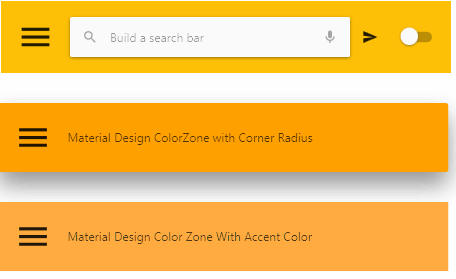 Build a search bar
Material Design ColorZone with Corner Radius
Material Design Color Zone With Accent Color